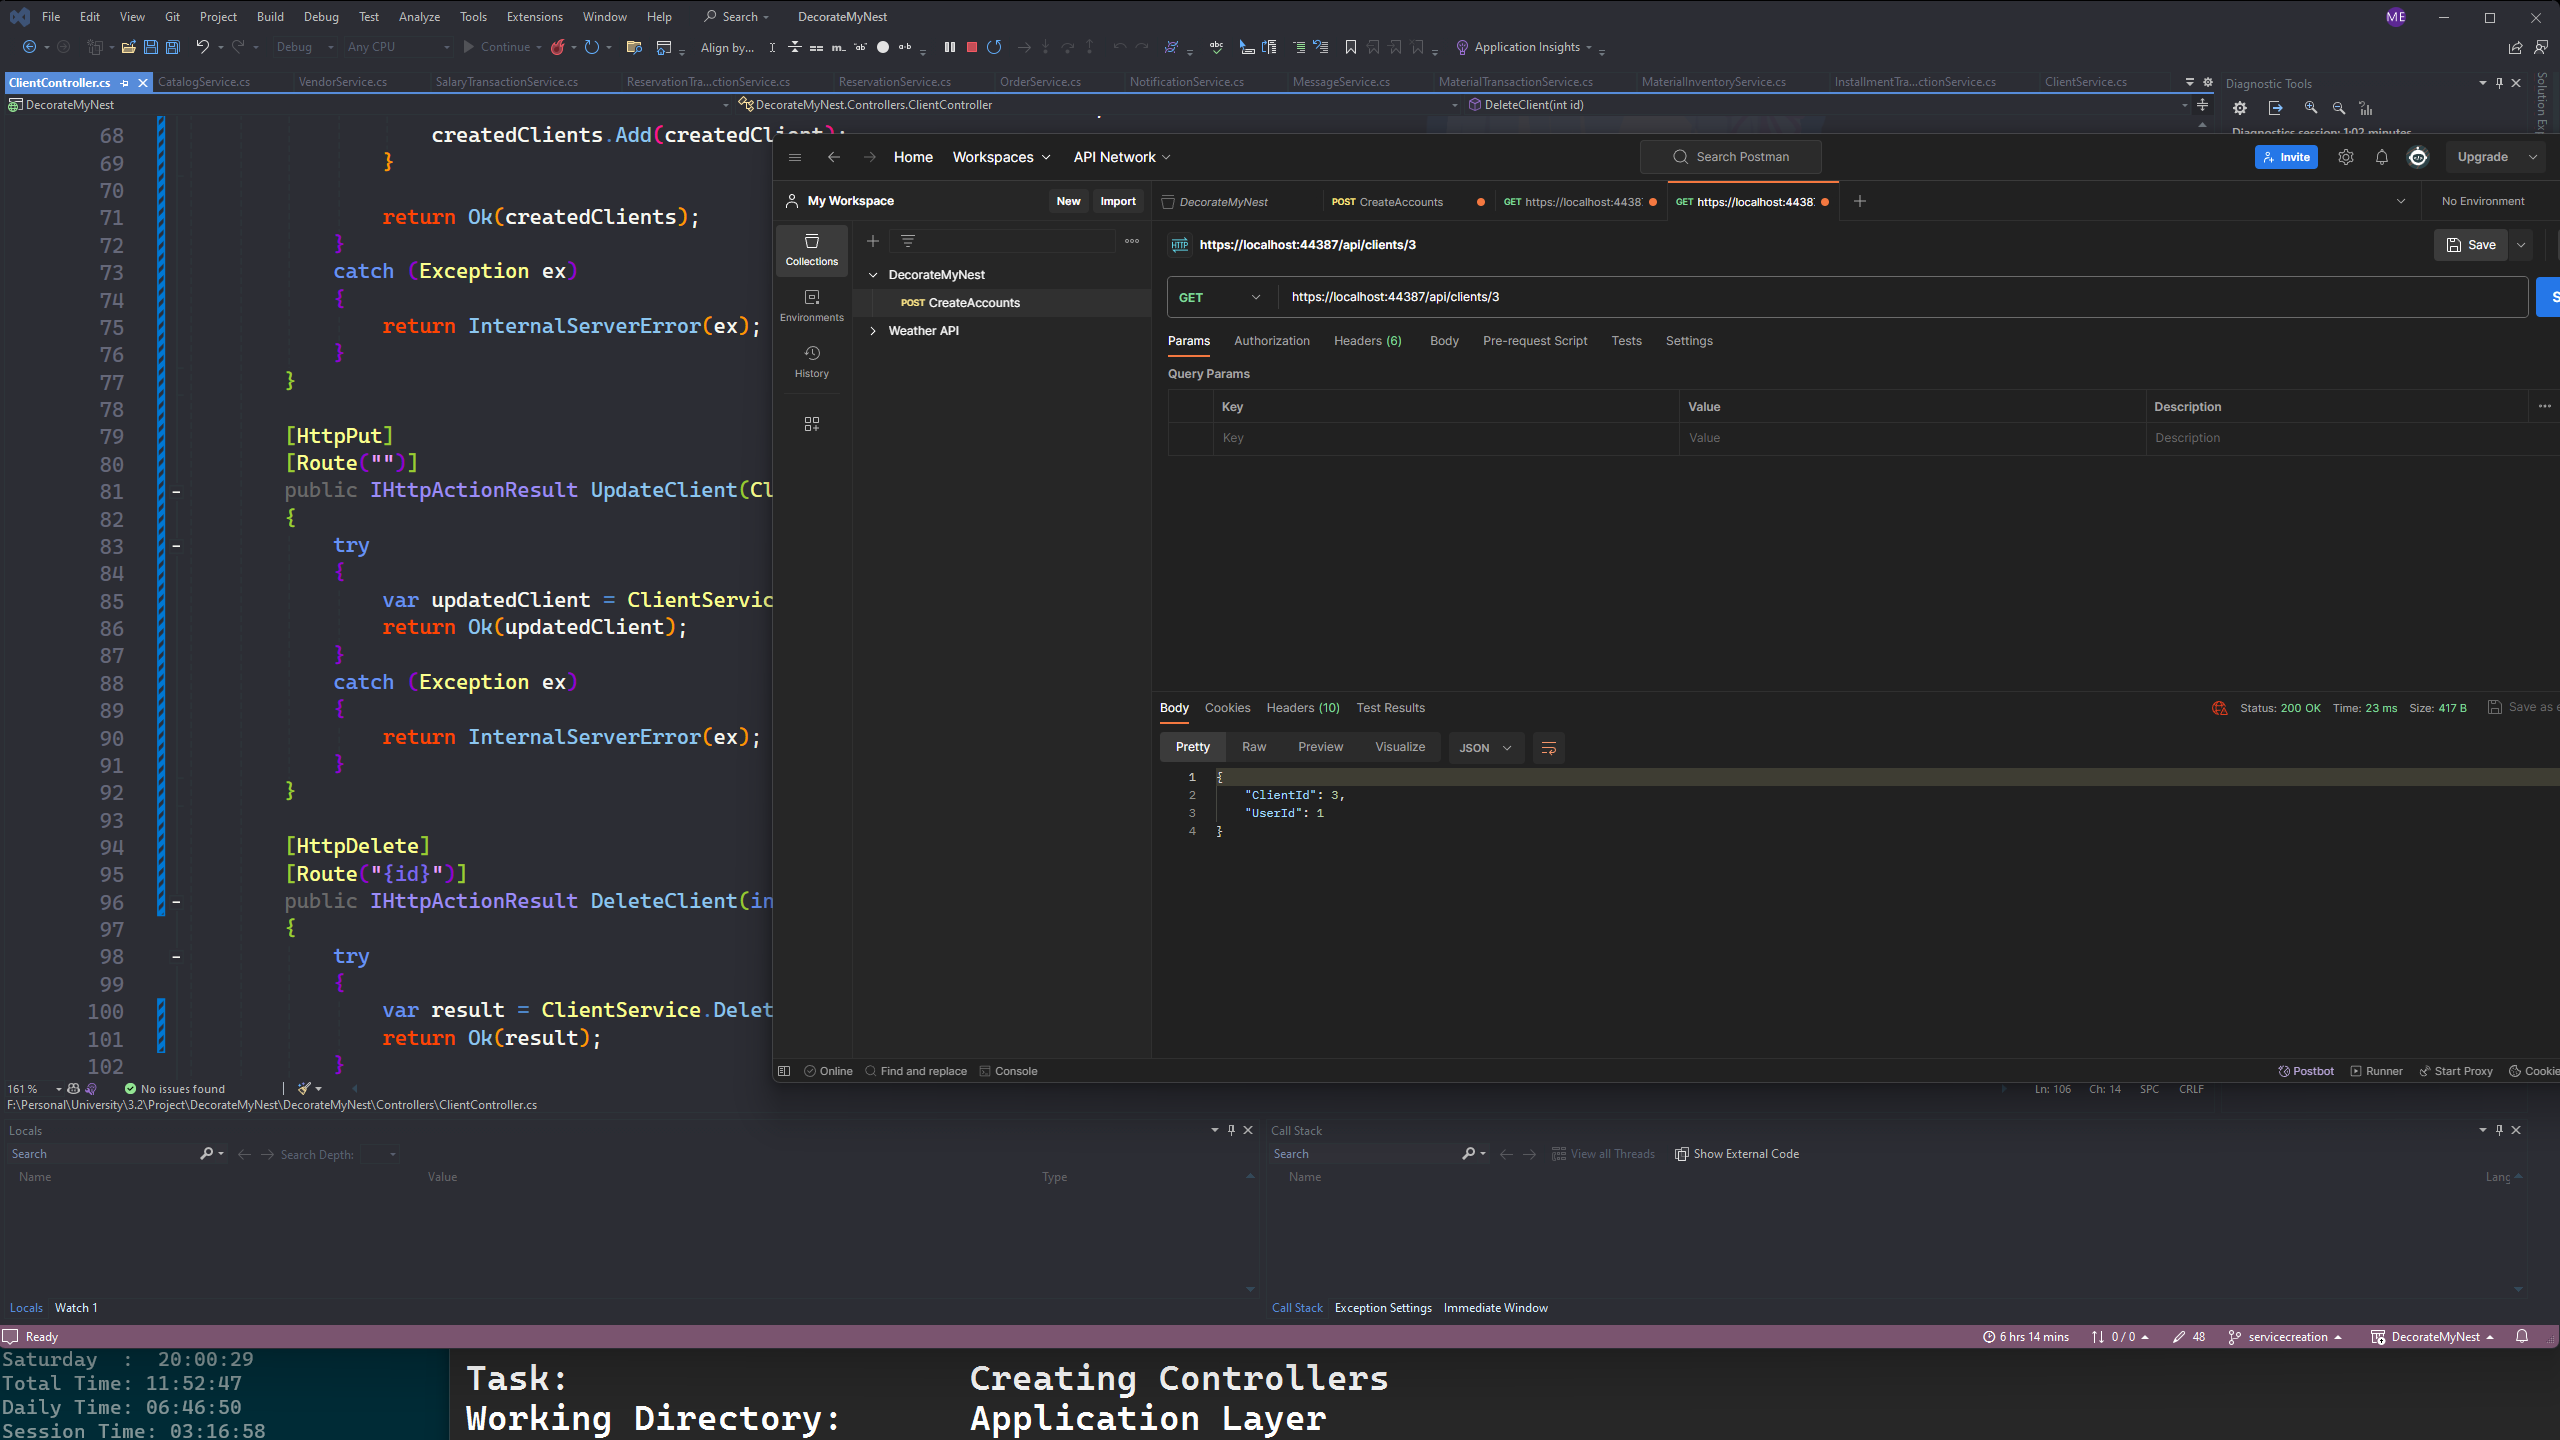 File Edit View Git Project Build Debug Test Analyze Tools Extensions Window Help Search DecorateMyNest ME
Debug Any CPU Continue Align by... Application Insights
ClientController.cs CatalogService.cs VendorService.cs SalaryTransactionService.cs ReservationTra...ctionService.cs ReservationService.cs OrderService.cs NotificationService.cs MessageService.cs MaterialTransactionService.cs MaterialInventoryService.cs InstallmentTra...ctionService.cs ClientService.cs
Diagnostic Tools
DecorateMyNest DecorateMyNest.Controllers.ClientController DeleteClient(int id)
Diagnostics session: 1:02 minutes
Solution Exp
68 createdClients.Add(createdClient);
69 }
70
71 return Ok(createdClients);
72 }
73 catch (Exception ex)
74 {
75 return InternalServerError(ex);
76 }
77 }
78
79 [HttpPut]
80 [Route("")]
81 public IHttpActionResult UpdateClient(Cl
82 {
83 try
84 {
85 var updatedClient = ClientServic
86 return Ok(updatedClient);
87 }
88 catch (Exception ex)
89 {
90 return InternalServerError(ex);
91 }
92 }
93
94 [HttpDelete]
95 [Route("{id}")]
96 public IHttpActionResult DeleteClient(in
97 {
98 try
99 {
100 var result = ClientService.Delet
101 return Ok(result);
102 }
Home Workspaces API Network Search Postman Invite Upgrade
My Workspace New Import DecorateMyNest POST CreateAccounts GET https://localhost:4438 GET https://localhost:4438 No Environment
Collections
Environments
History
DecorateMyNest
POST CreateAccounts
Weather API
HTTP https://localhost:44387/api/clients/3 Save
GET https://localhost:44387/api/clients/3 S
Params Authorization Headers (6) Body Pre-request Script Tests Settings
Query Params
Key Value Description
Key Value Description
Body Cookies Headers (10) Test Results Status: 200 OK Time: 23 ms Size: 417 B Save as e
Pretty Raw Preview Visualize JSON
1 {
2 "ClientId": 3,
3 "UserId": 1
4 }
Online Find and replace Console Postbot Runner Start Proxy Cookie
161 % No issues found Ln: 106 Ch: 14 SPC CRLF
F:\Personal\University\3.2\Project\DecorateMyNest\DecorateMyNest\Controllers\ClientController.cs
Locals
Search Search Depth:
Name Value Type
Locals Watch 1
Call Stack
Search View all Threads Show External Code
Name Lang
Call Stack Exception Settings Immediate Window
Ready 6 hrs 14 mins 0 / 0 48 servicecreation DecorateMyNest
Saturday : 20:00:29
Total Time: 11:52:47
Daily Time: 06:46:50
Session Time: 03:16:58
Task: Creating Controllers
Working Directory: Application Layer